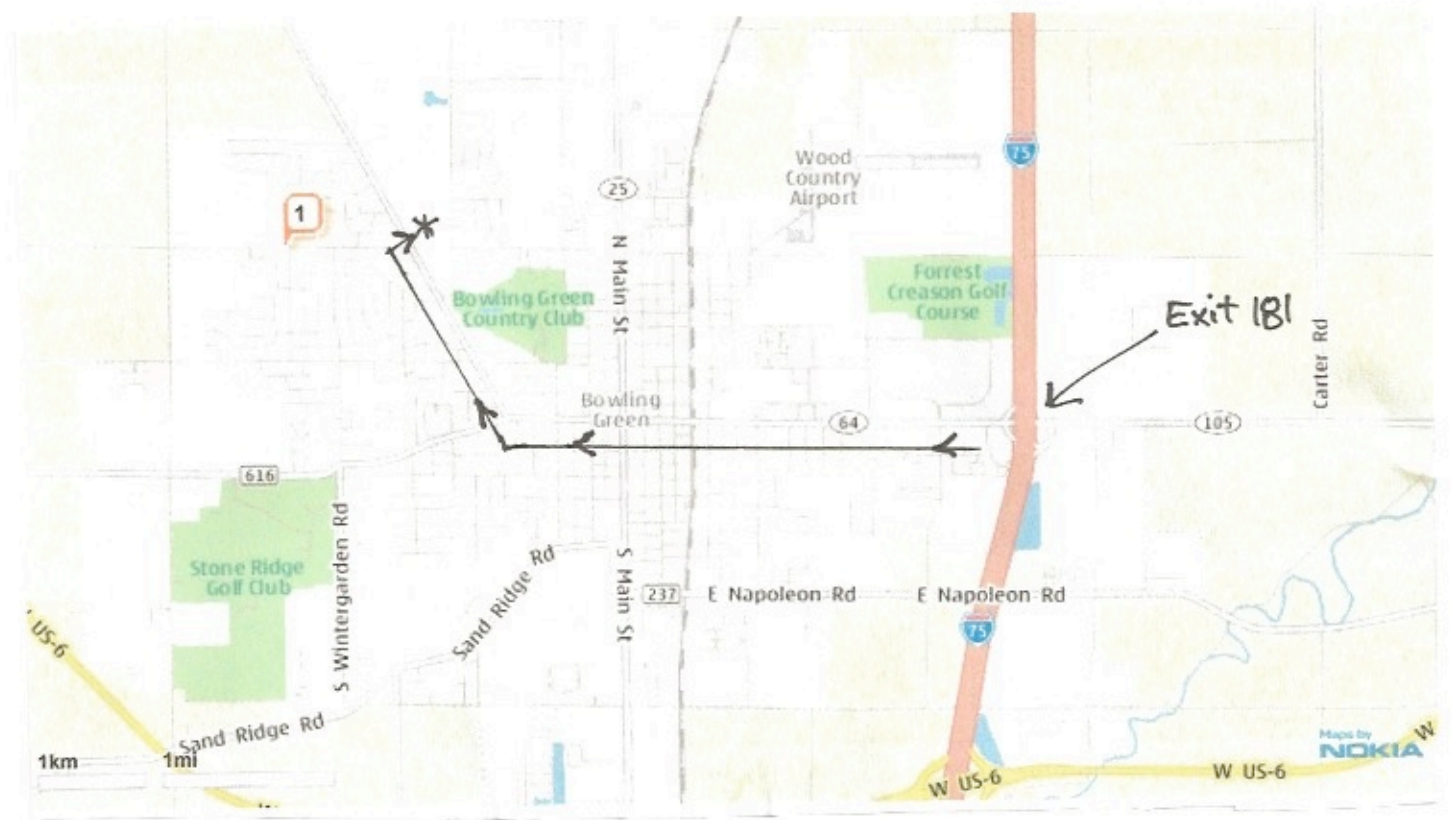 75
Wood
Country
Airport
25
1
N Main St
Forrest
Creason Golf
Course
Bowling Green
Country Club
Exit 181
Carter Rd
Bowling
Green
64
105
616
S Wintergarden Rd
Stone Ridge
Golf Club
Sand Ridge Rd
S Main St
237
E Napoleon Rd
E Napoleon Rd
75
US-6
Sand Ridge Rd
1km
1mi
Maps by
NOKIA
W US-6
W US-6
W